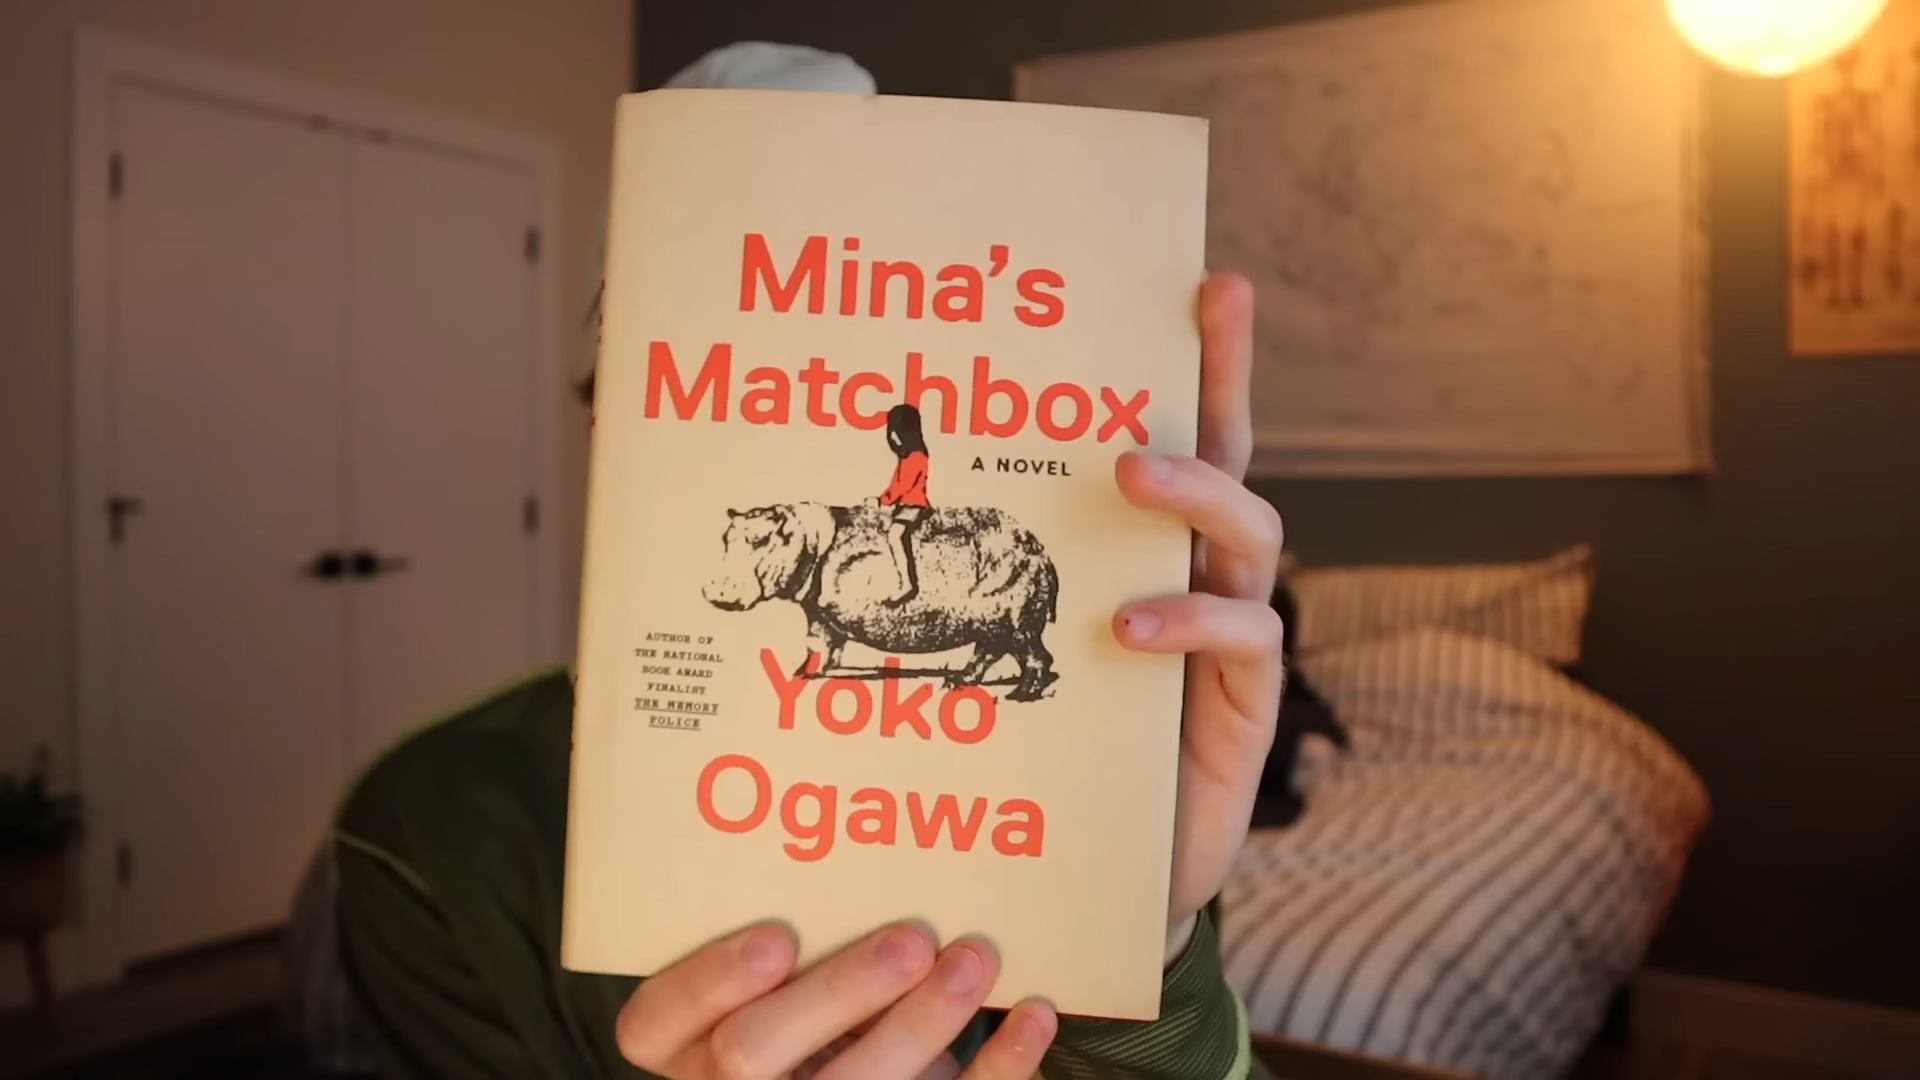 Mina's
Matchbox
A NOVEL
AUTHOR OF
THE NATIONAL
BOOK AWARD
FINALIST
THE MEMORY
POLICE
Yoko
Ogawa